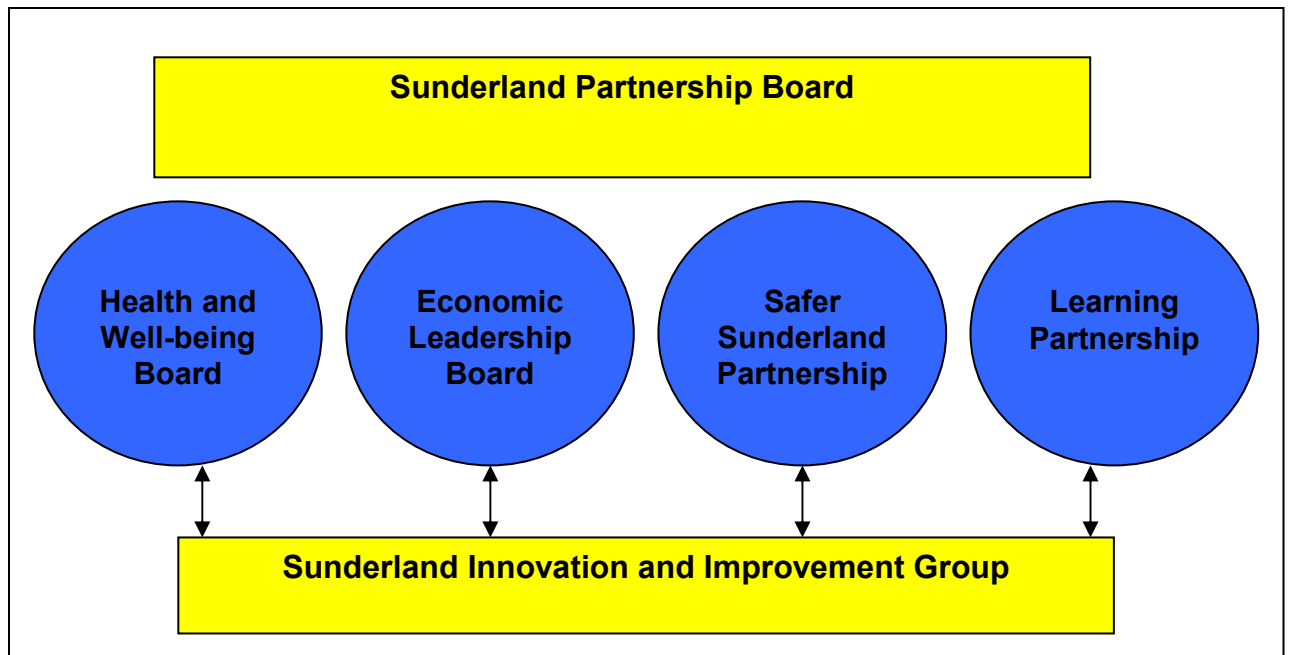 Sunderland Partnership Board
Health and
Well-being
Board
Economic
Leadership
Board
Safer
Sunderland
Partnership
Learning
Partnership
Sunderland Innovation and Improvement Group